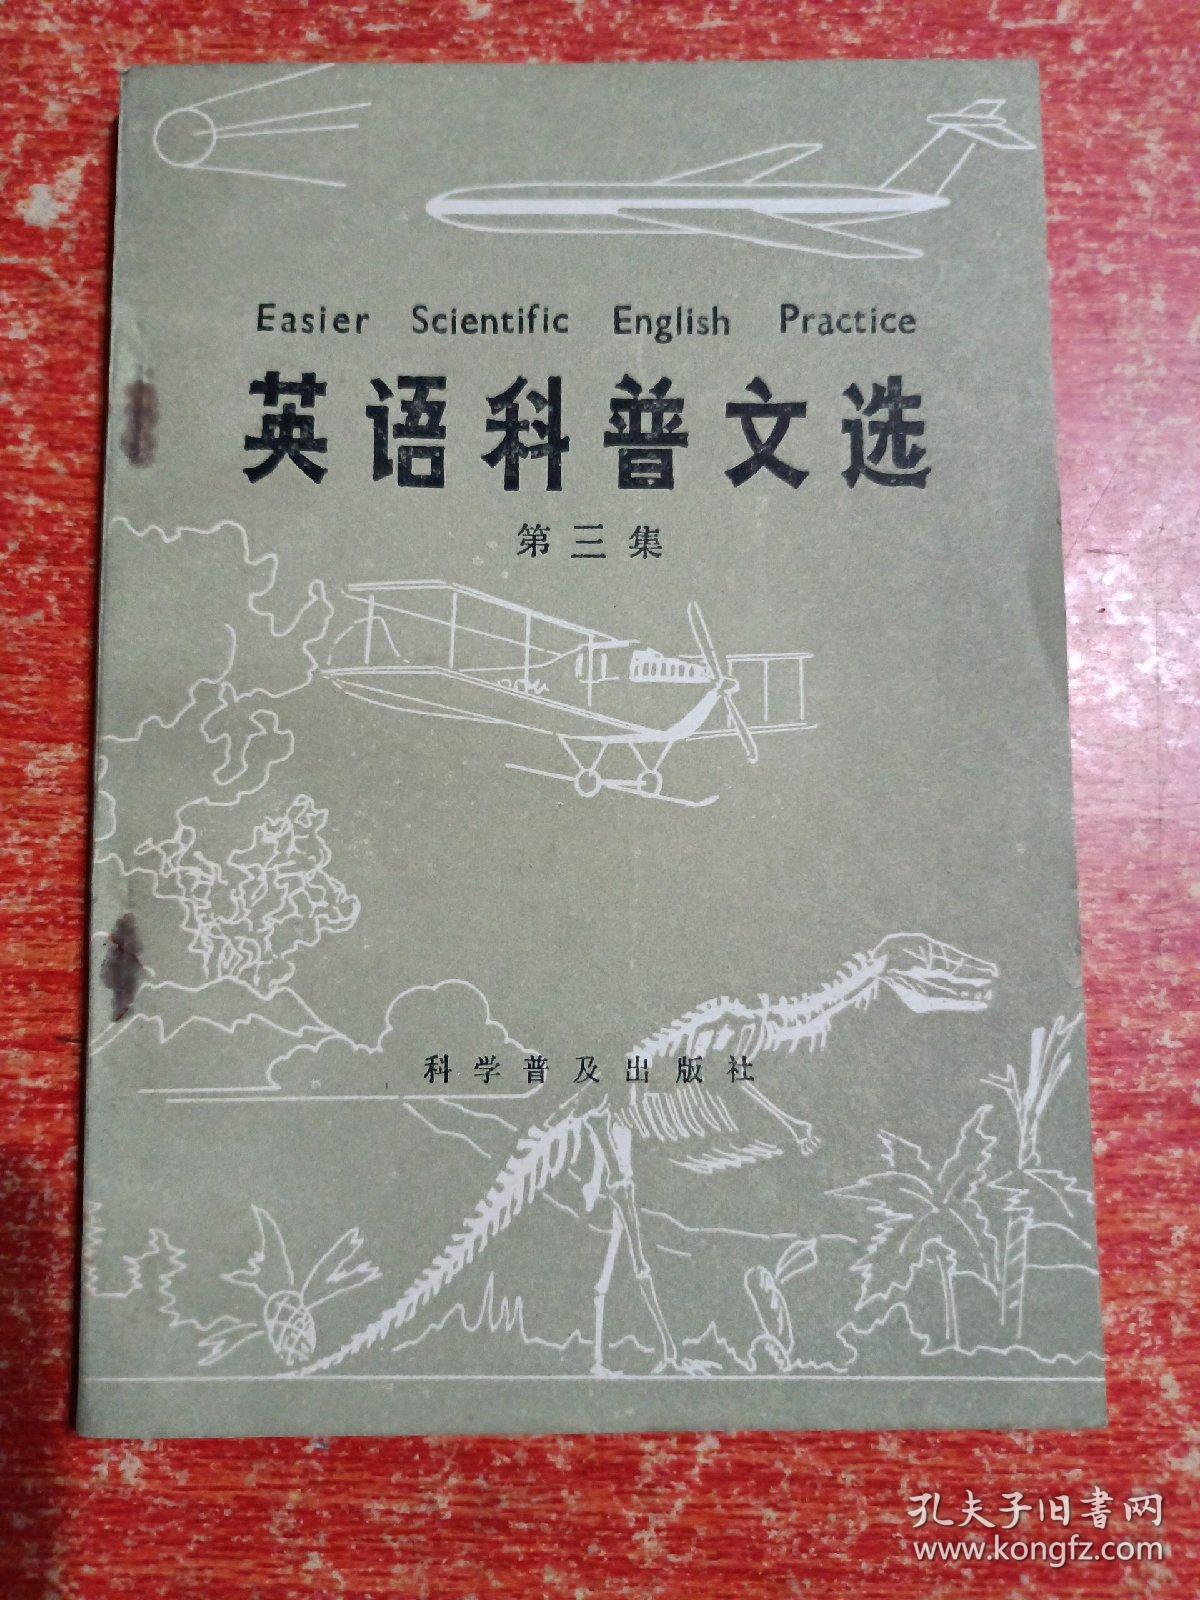 Easier Scientific English Practice
英语科普文选
第三集
科学普及出版社
孔夫子旧书网
www.kongfz.com